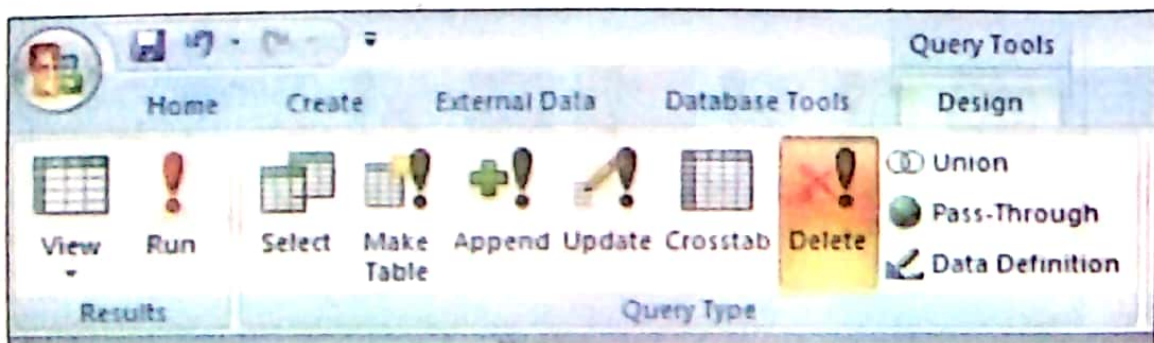 Query Tools
Home Create External Data Database Tools Design
View Run Select Make Table Append Update Crosstab Delete
Union
Pass-Through
Data Definition
Results Query Type